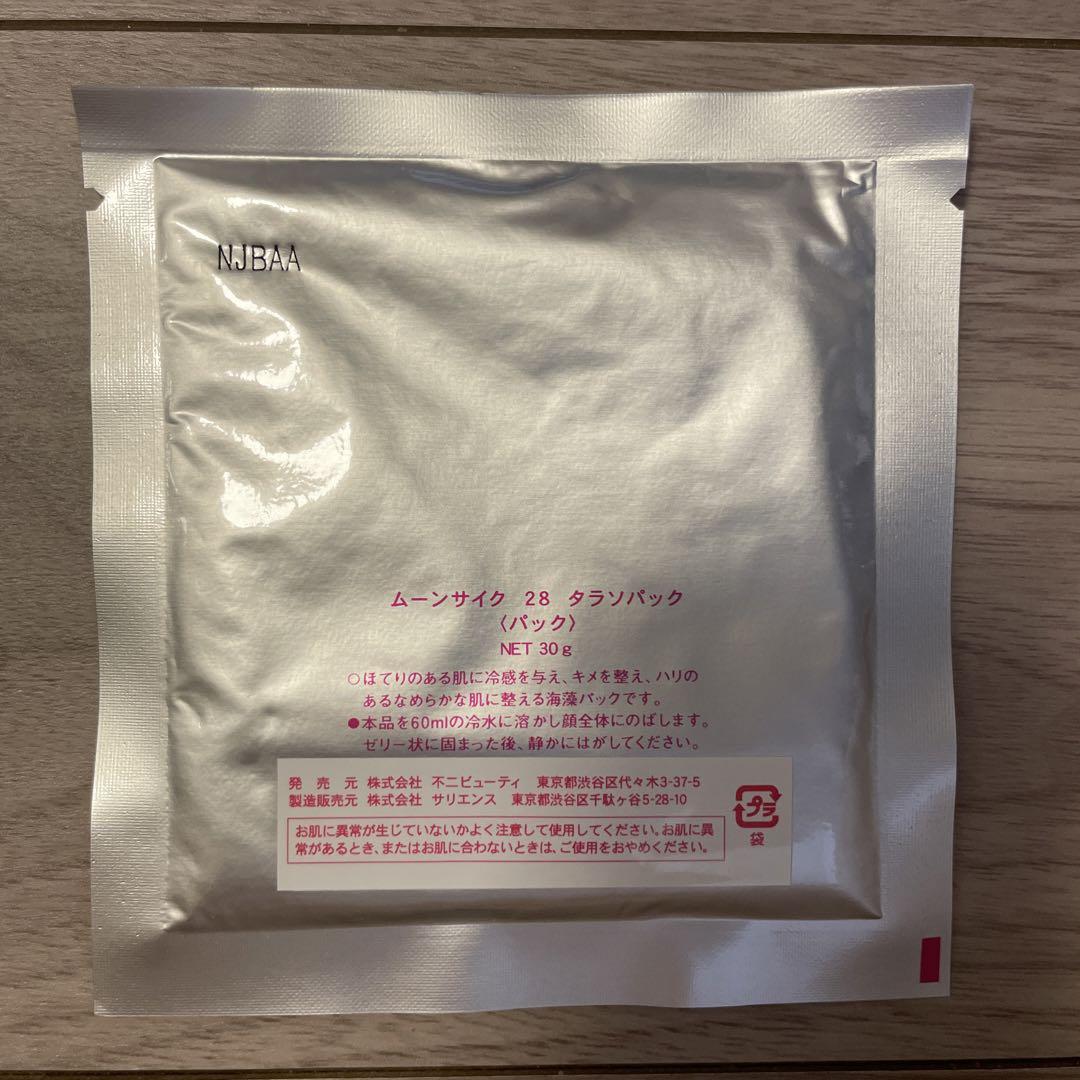 NJBAA
ムーンサイク 28 タラソパック
〈パック〉
NET 30g
○ほてりのある肌に冷感を与え、キメを整え、ハリの
あるなめらかな肌に整える海藻パックです。
●本品を60mlの冷水に溶かし顔全体にのばします。
ゼリー状に固まった後、静かにはがしてください。
発売元 株式会社 不二ビューティ 東京都渋谷区代々木3-37-5
製造販売元 株式会社 サリエンス 東京都渋谷区千駄ヶ谷5-28-10
お肌に異常が生じていないかよく注意して使用してください。お肌に異
常があるとき、またはお肌に合わないときは、ご使用をおやめください。
プラ
袋